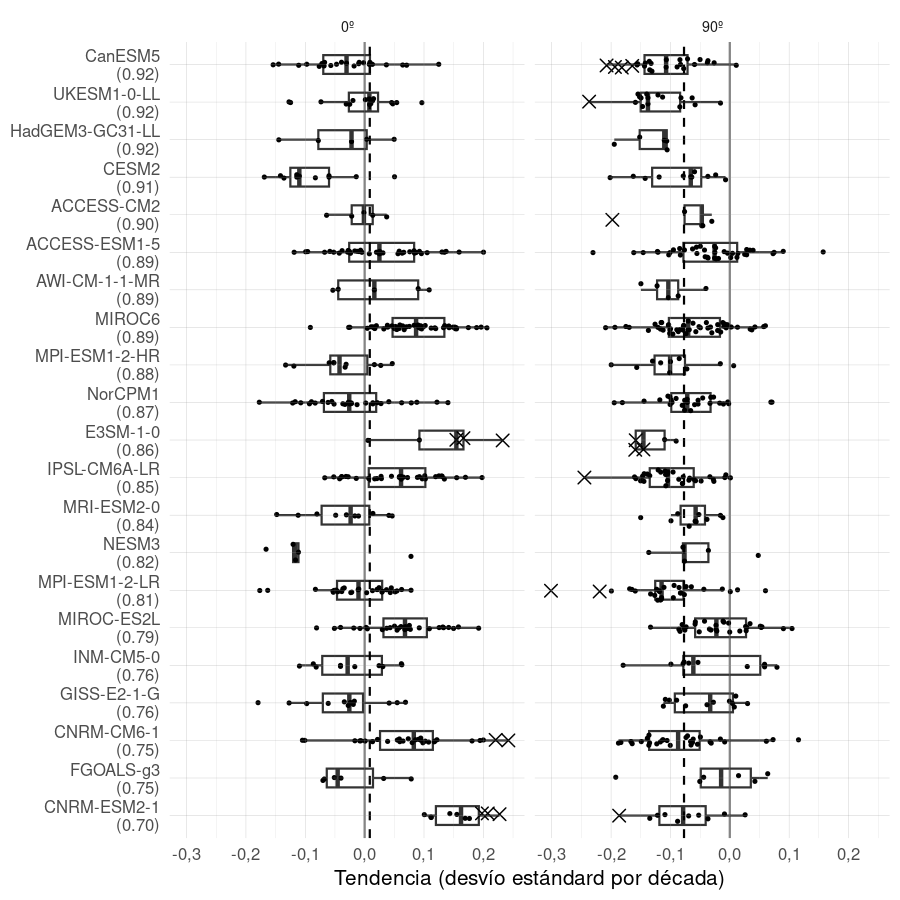 0º 90º
CanESM5
(0.92)
UKESM1-0-LL
(0.92)
HadGEM3-GC31-LL
(0.92)
CESM2
(0.91)
ACCESS-CM2
(0.90)
ACCESS-ESM1-5
(0.89)
AWI-CM-1-1-MR
(0.89)
MIROC6
(0.89)
MPI-ESM1-2-HR
(0.88)
NorCPM1
(0.87)
E3SM-1-0
(0.86)
IPSL-CM6A-LR
(0.85)
MRI-ESM2-0
(0.84)
NESM3
(0.82)
MPI-ESM1-2-LR
(0.81)
MIROC-ES2L
(0.79)
INM-CM5-0
(0.76)
GISS-E2-1-G
(0.76)
CNRM-CM6-1
(0.75)
FGOALS-g3
(0.75)
CNRM-ESM2-1
(0.70)
-0,3 -0,2 -0,1 0,0 0,1 0,2 -0,3 -0,2 -0,1 0,0 0,1 0,2
Tendencia (desvío estándard por década)